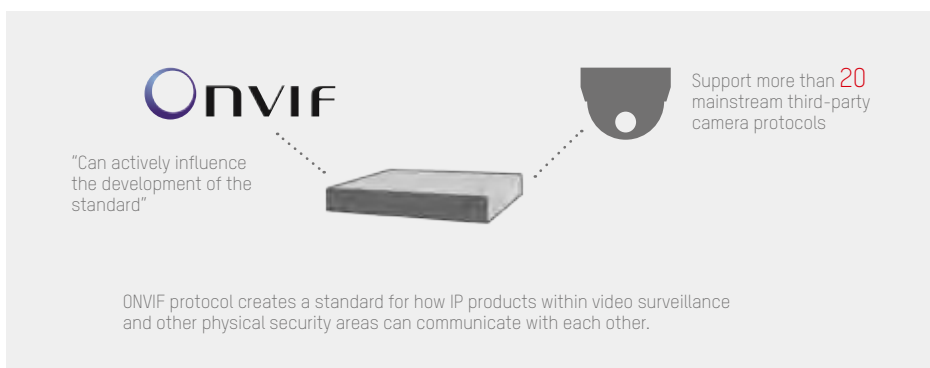 ONVIF
Support more than 20
mainstream third-party
camera protocols
"Can actively influence
the development of the
standard"
ONVIF protocol creates a standard for how IP products within video surveillance
and other physical security areas can communicate with each other.